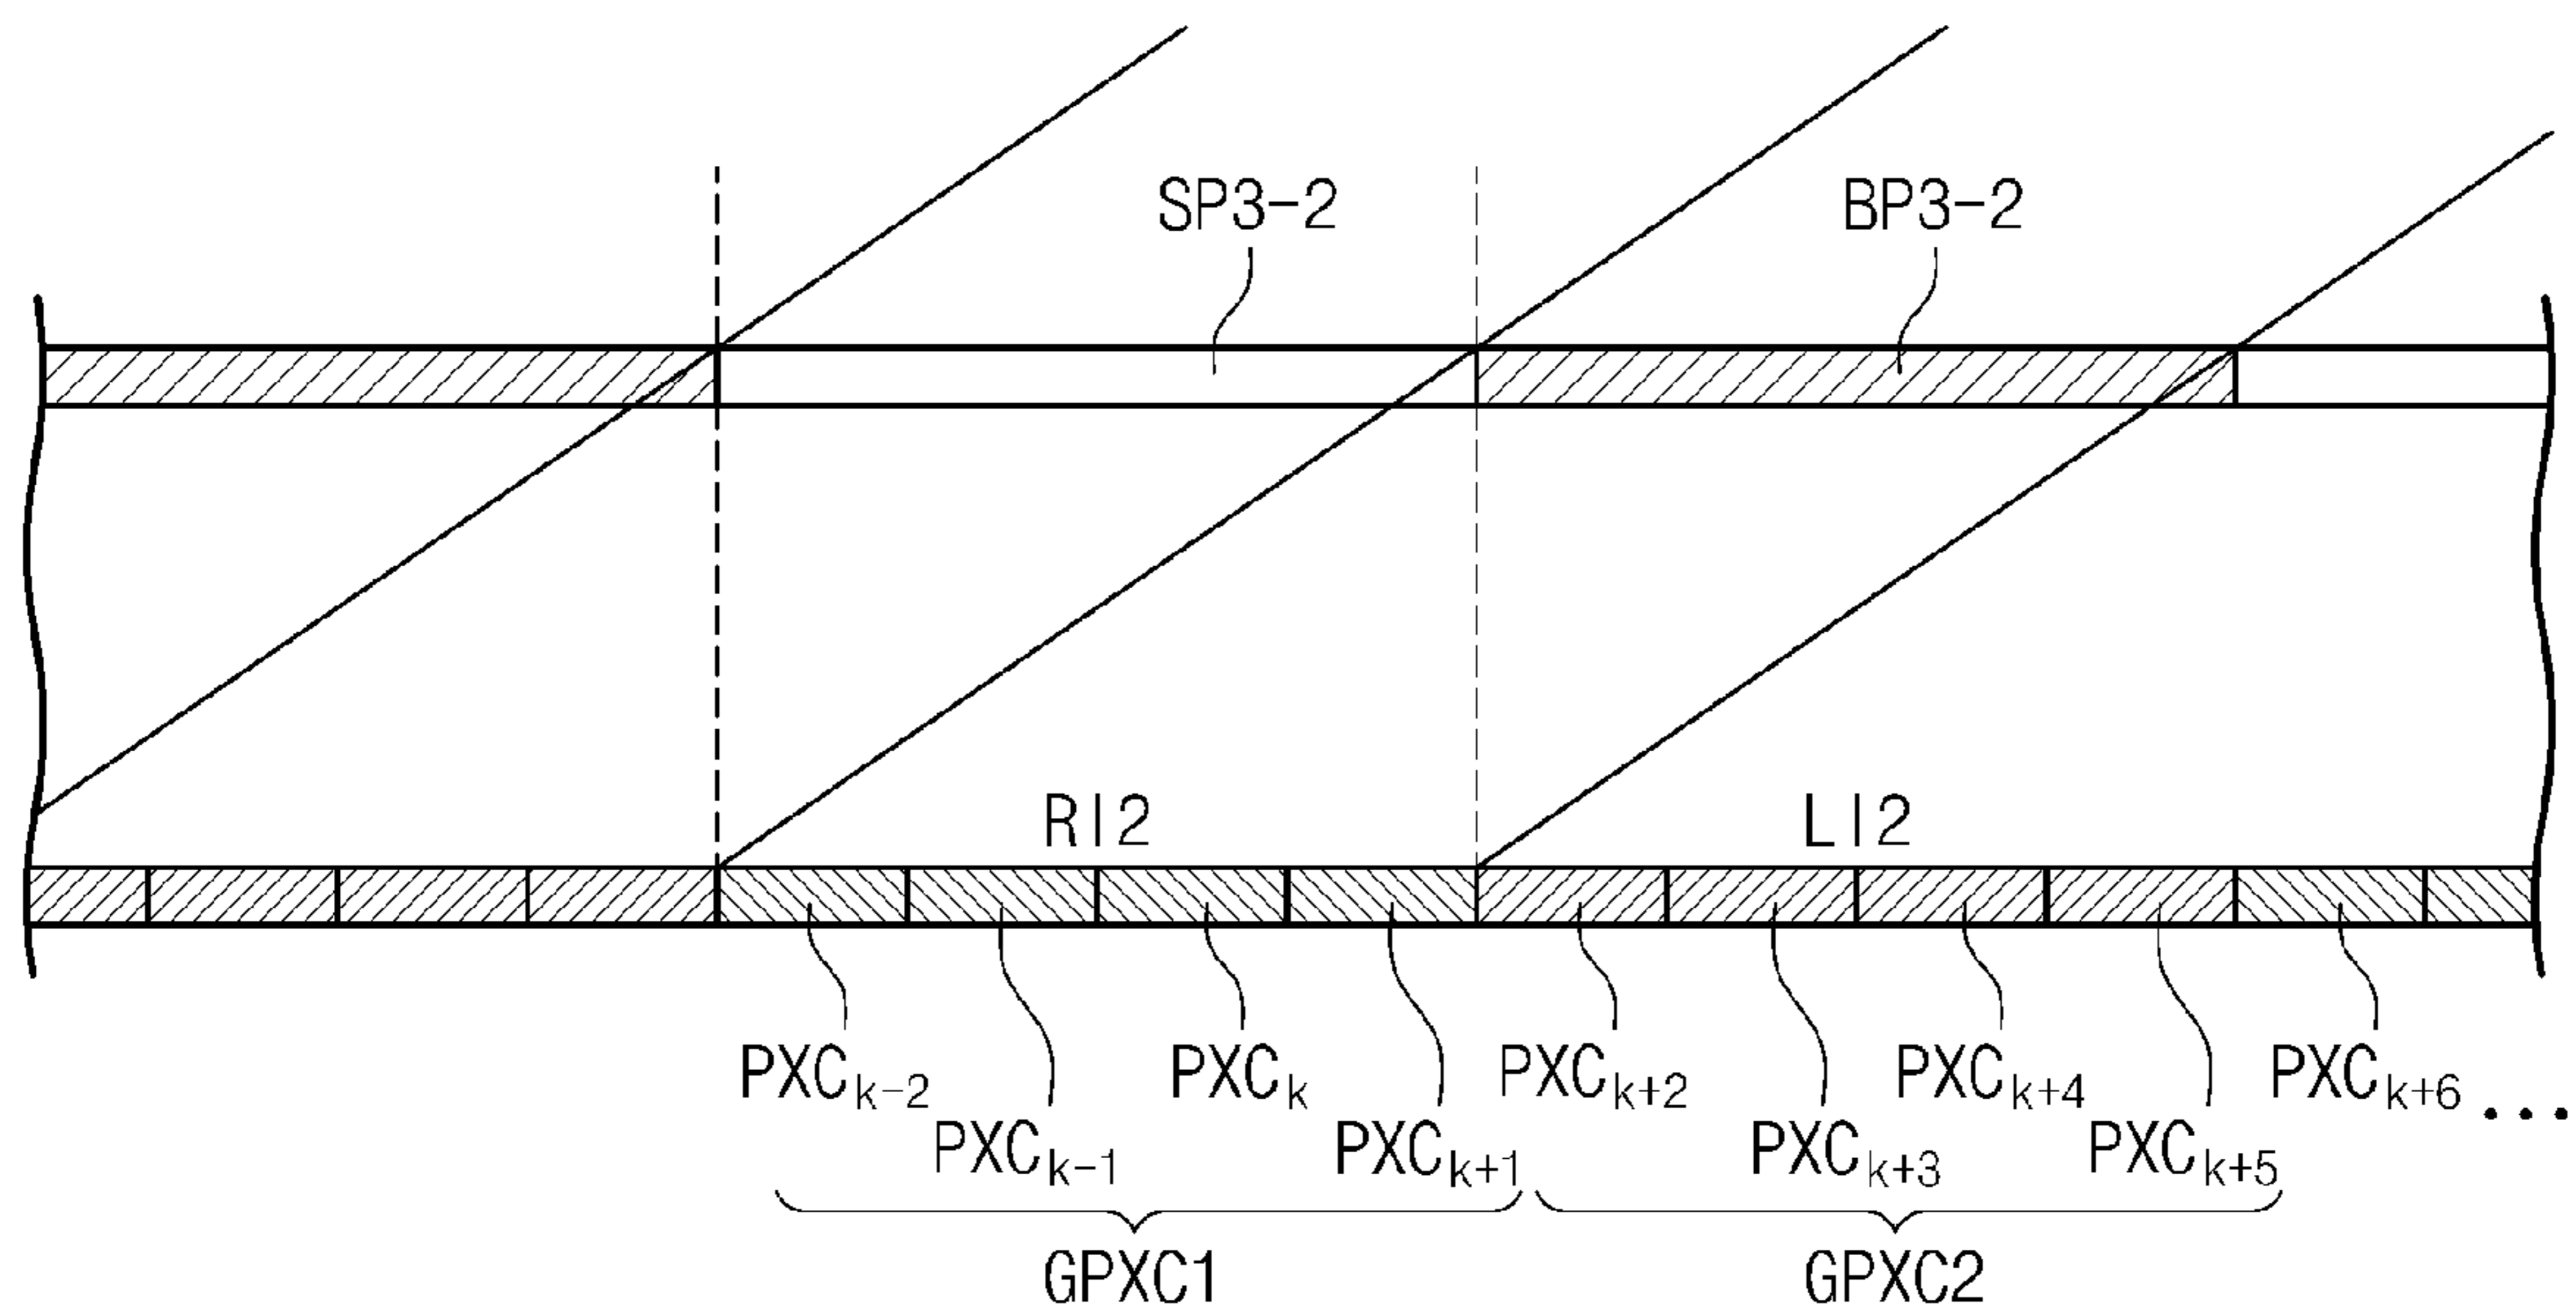 SP3-2 BP3-2
RI2 LI2
PXCk-2 PXCk PXCk+2 PXCk+4 PXCk+6 ...
PXCk-1 PXCk+1 PXCk+3 PXCk+5
GPXC1 GPXC2